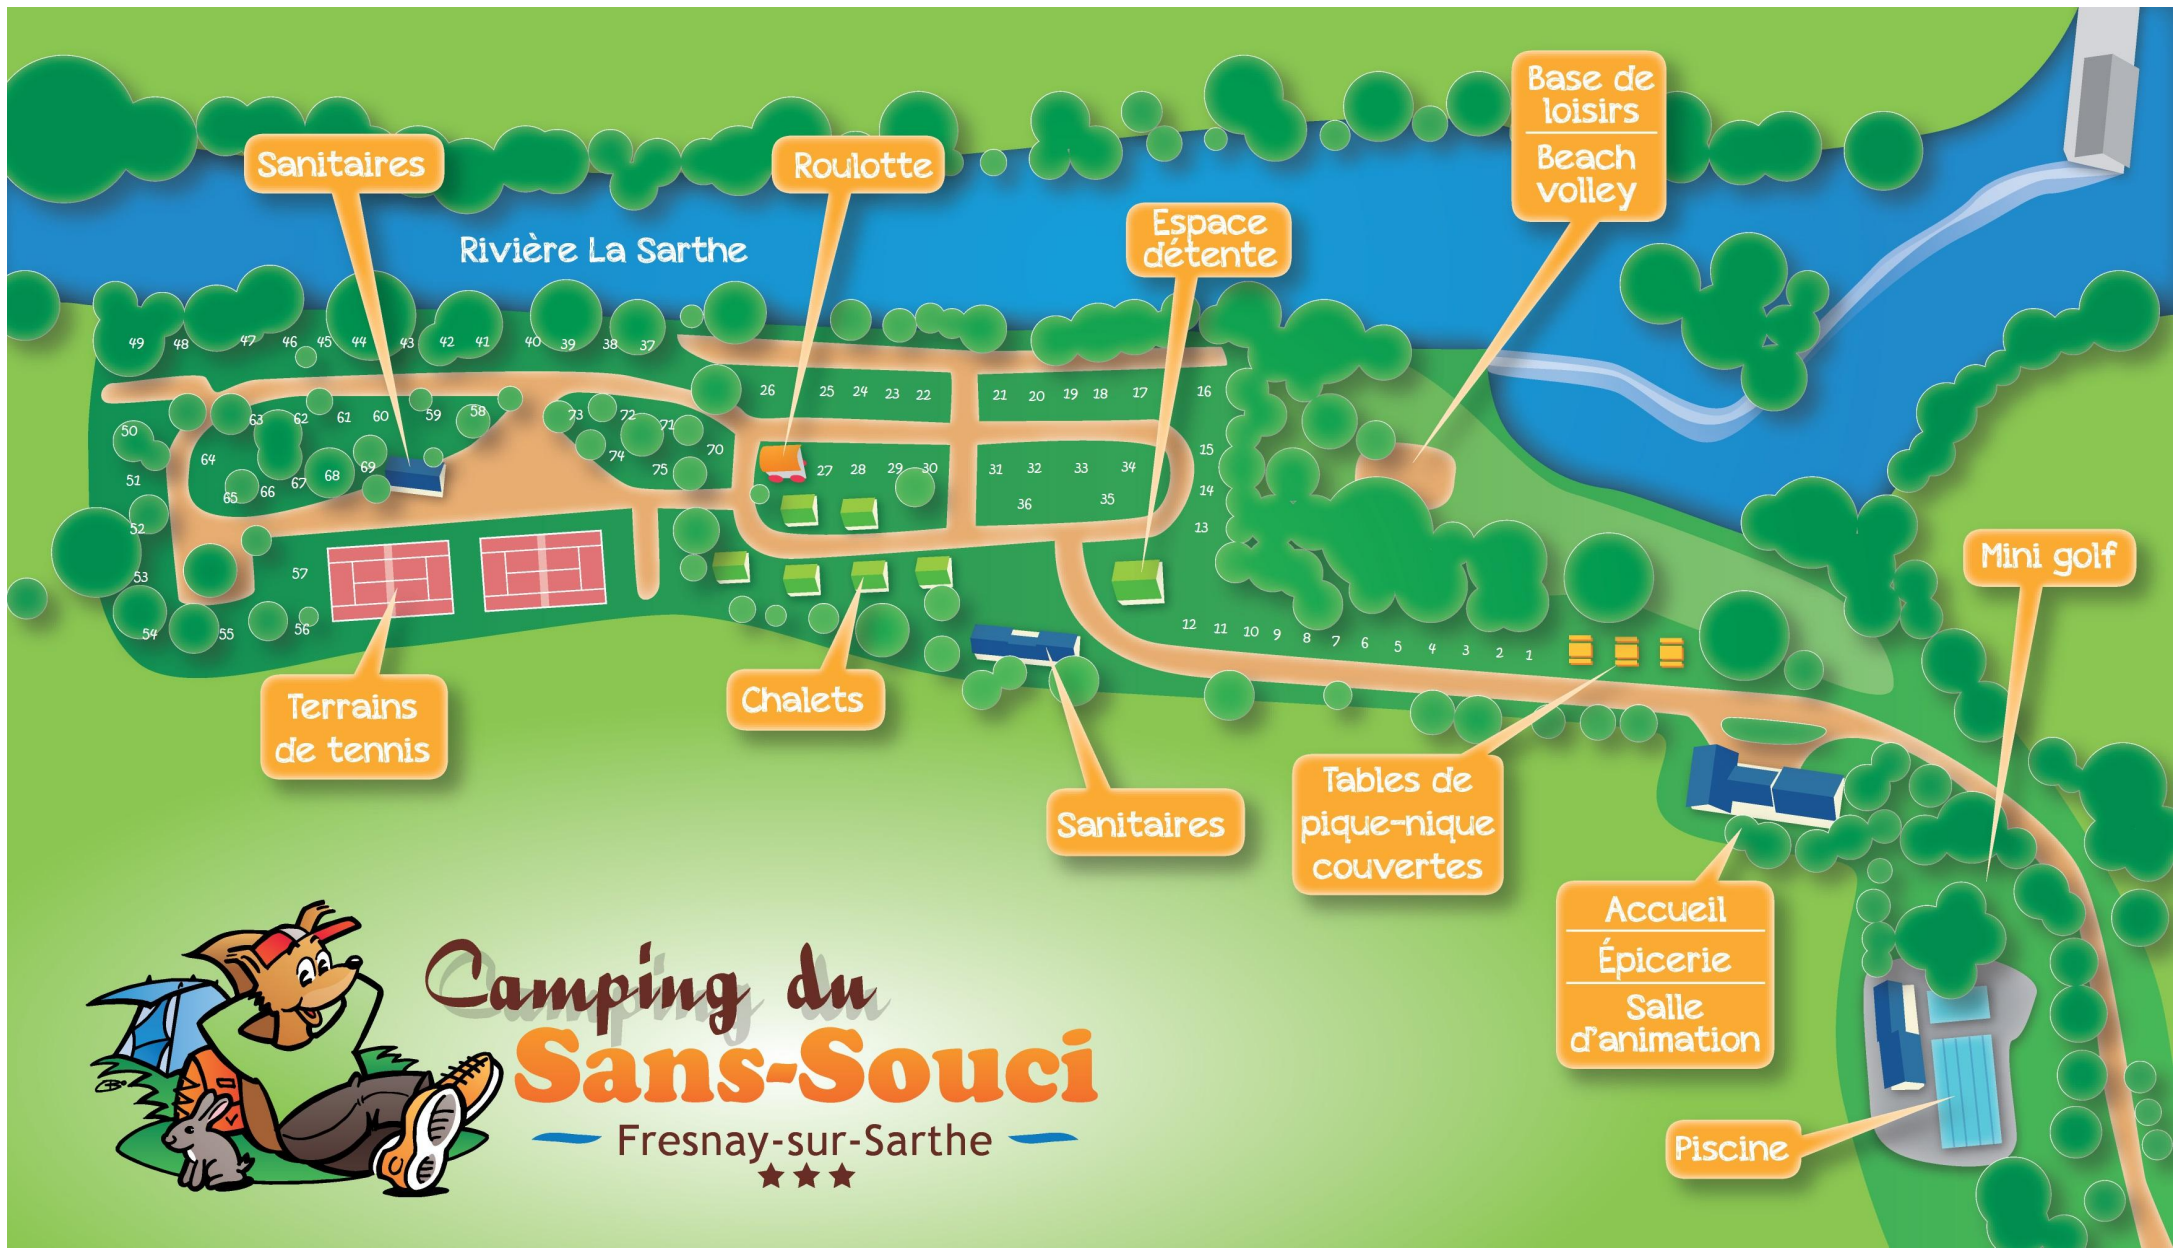 Base de
loisirs
Beach
volley
Sanitaires
Roulotte
Espace
détente
Rivière La Sarthe
49 48 47 46 45 44 43 42 41 40 39 38 37
26 25 24 23 22 21 20 19 18 17 16
50 63 62 61 60 59 58 73 72 71
64 69 74 70 15
51 65 66 67 68 75 27 28 29 30 31 32 33 34
36 35 14
52 13
53 57
54 55 56
12 11 10 9 8 7 6 5 4 3 2 1
Mini golf
Terrains
de tennis
Chalets
Sanitaires
Tables de
pique-nique
couvertes
Accueil
Épicerie
Salle
d'animation
Piscine
Camping du
Sans-Souci
Fresnay-sur-Sarthe